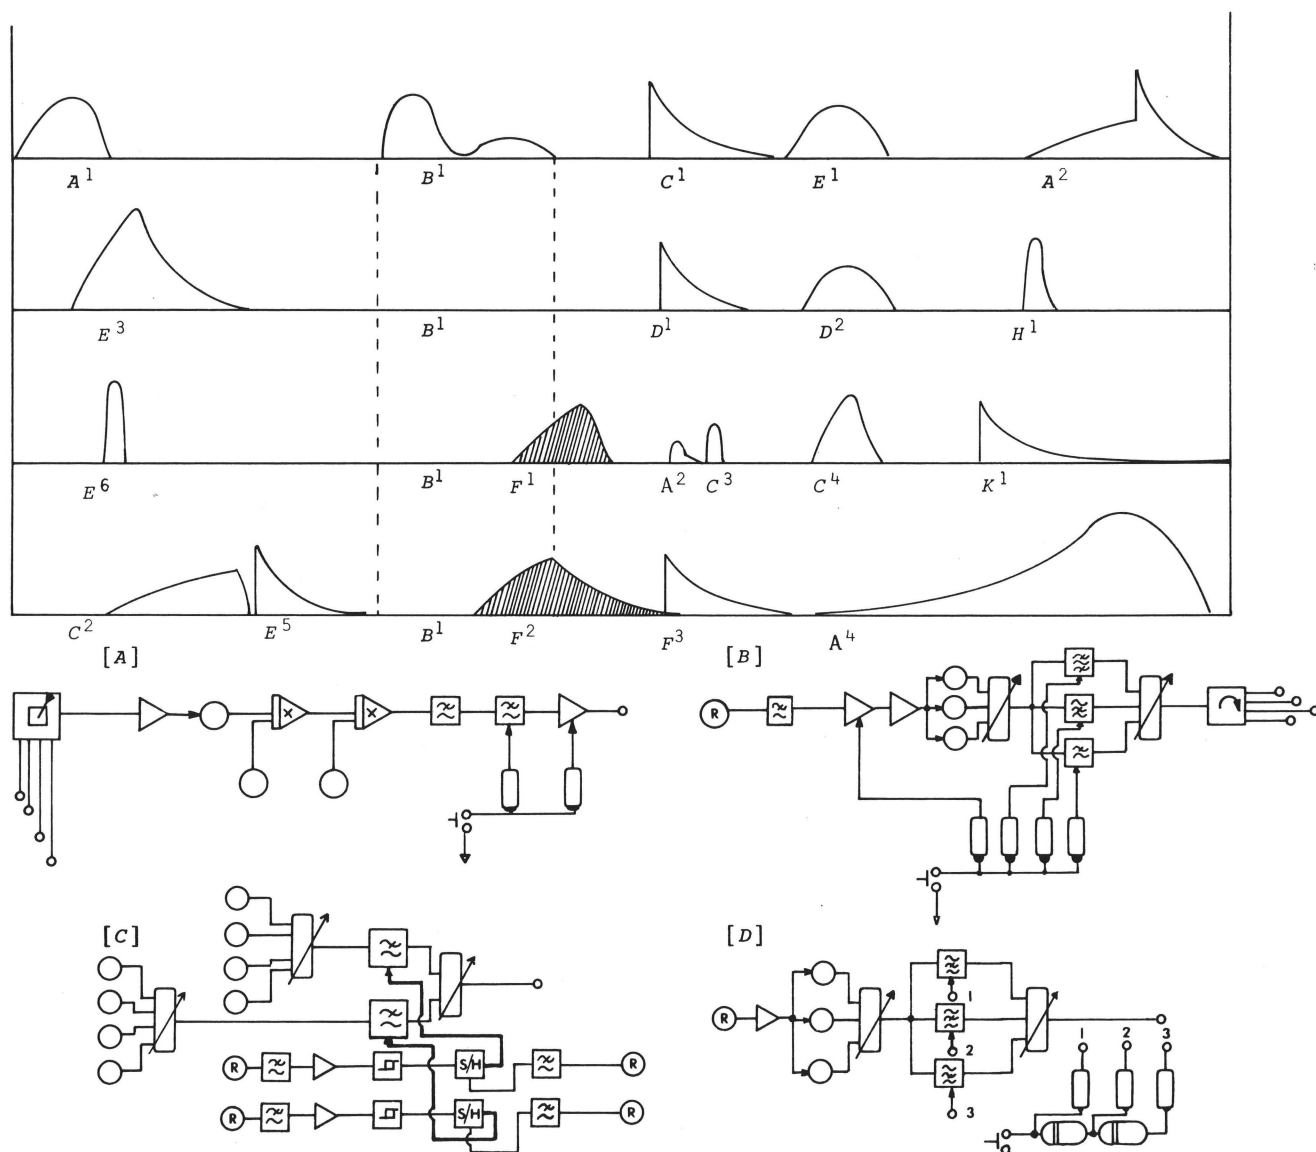 A¹ B¹ C¹ E¹ A²
E³ B¹ D¹ D² H¹
E⁶ B¹ F¹ A² C³ C⁴ K¹
C² E⁵ B¹ F² F³ A⁴
[A] [B]
R
x x
[C] [D]
R 1
2
1 2 3
R S/H R
3
R S/H R